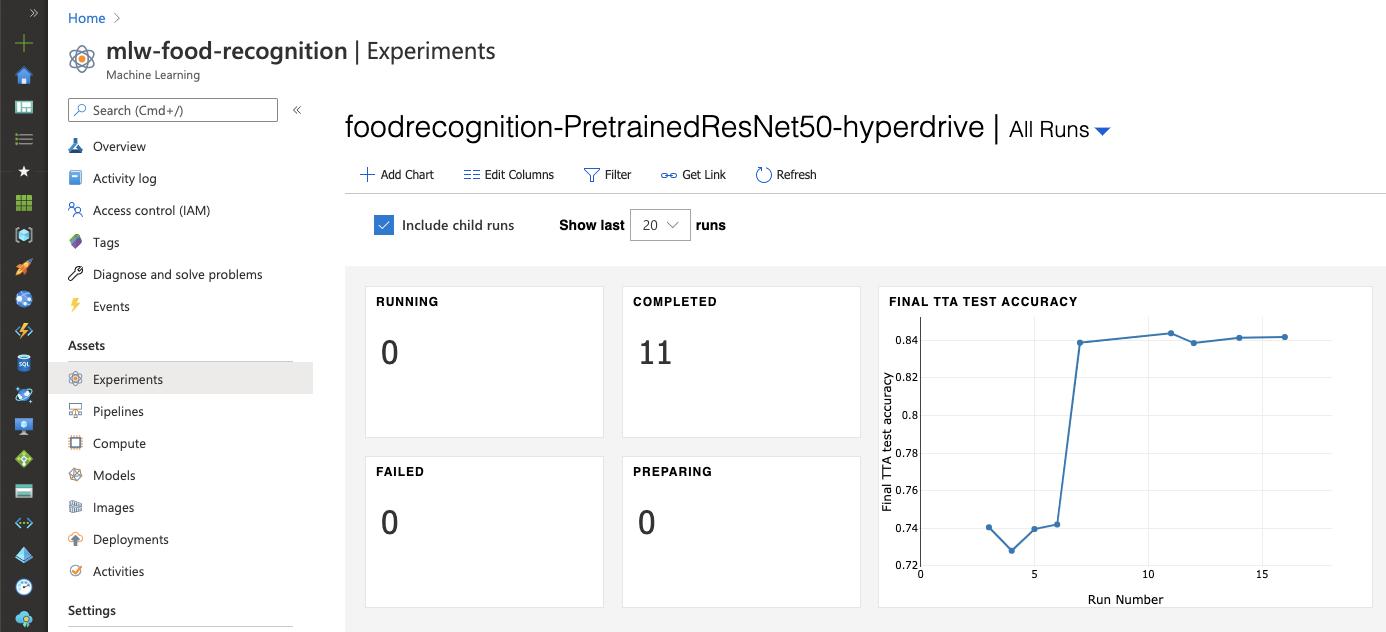 Home
mlw-food-recognition | Experiments
Machine Learning
Search (Cmd+/)
Overview
Activity log
Access control (IAM)
Tags
Diagnose and solve problems
Events
Assets
Experiments
Pipelines
Compute
Models
Images
Deployments
Activities
Settings
foodrecognition-PretrainedResNet50-hyperdrive | All Runs
Add Chart Edit Columns Filter Get Link Refresh
Include child runs Show last 20 runs
RUNNING
0
COMPLETED
11
FAILED
0
PREPARING
0
FINAL TTA TEST ACCURACY
Final TTA test accuracy
0.84
0.82
0.8
0.78
0.76
0.74
0.72
0 5 10 15
Run Number
SQL